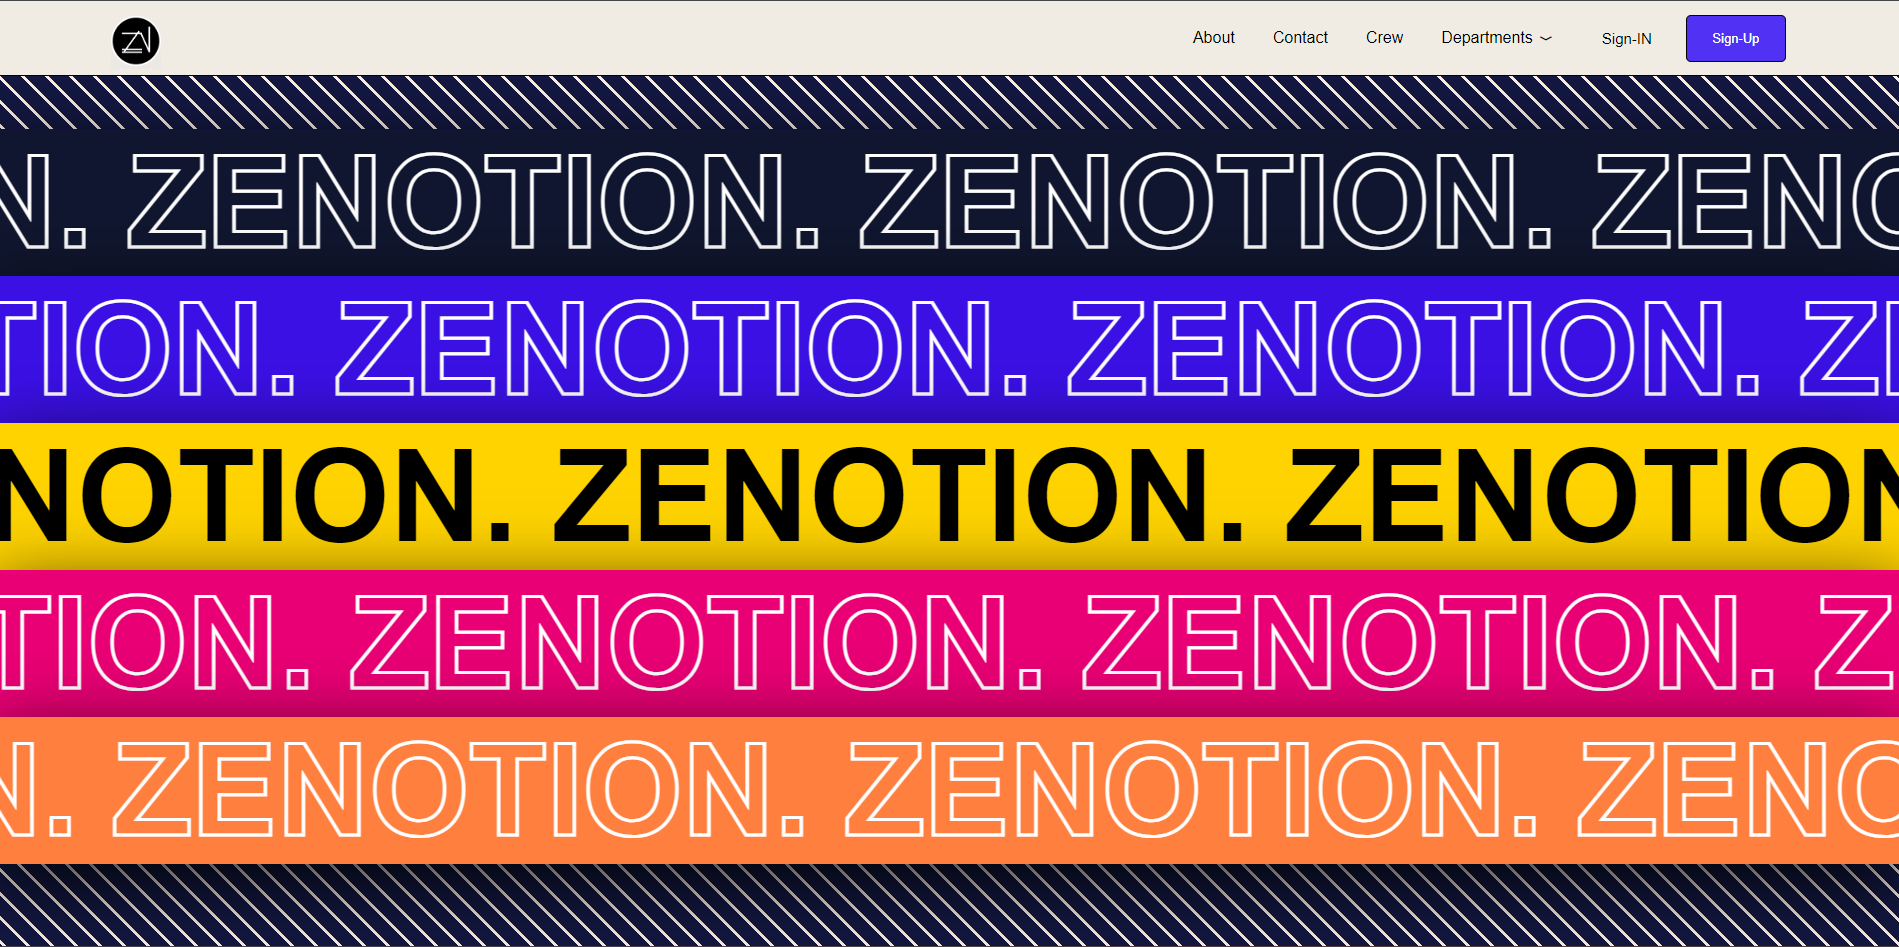 ZN
About Contact Crew Departments Sign-IN Sign-Up
N. ZENOTION. ZENOTION. ZENO
TION. ZENOTION. ZENOTION. ZE
NOTION. ZENOTION. ZENOTION
TION. ZENOTION. ZENOTION. Z
N. ZENOTION. ZENOTION. ZENO